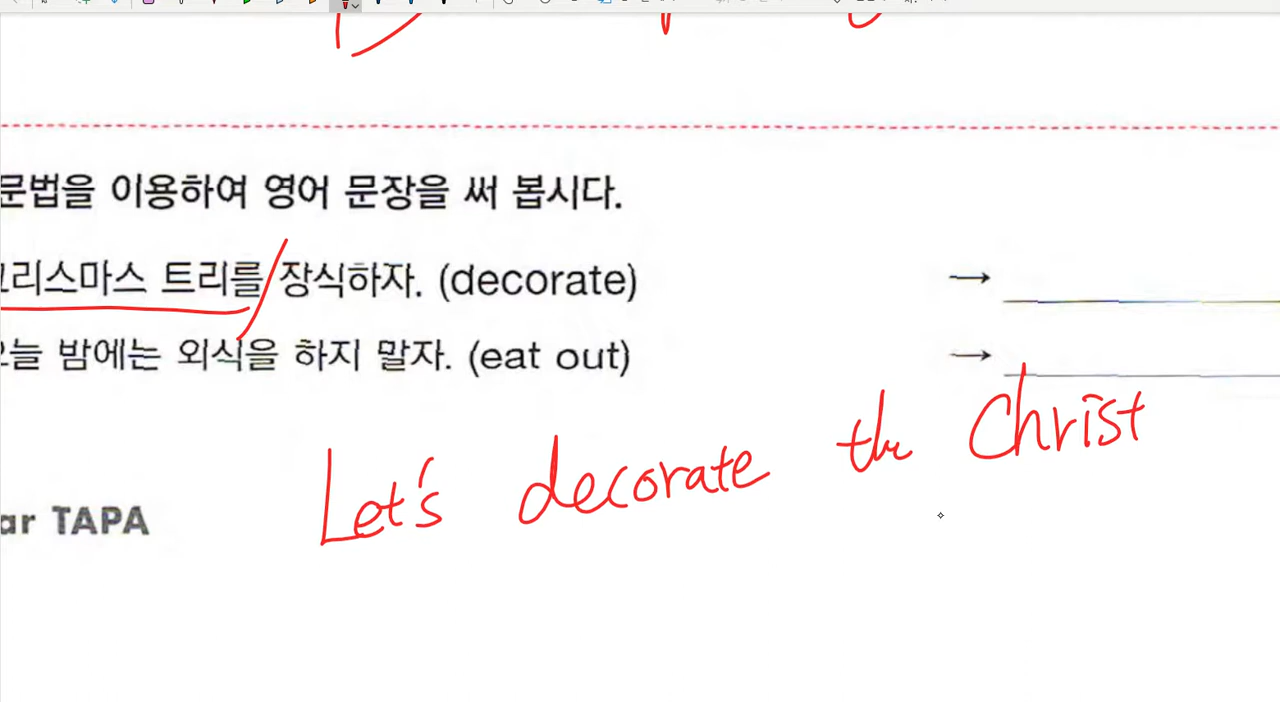 문법을 이용하여 영어 문장을 써 봅시다.
크리스마스 트리를 장식하자. (decorate) →
오늘 밤에는 외식을 하지 말자. (eat out) →
Let's decorate the Christ
ar TAPA